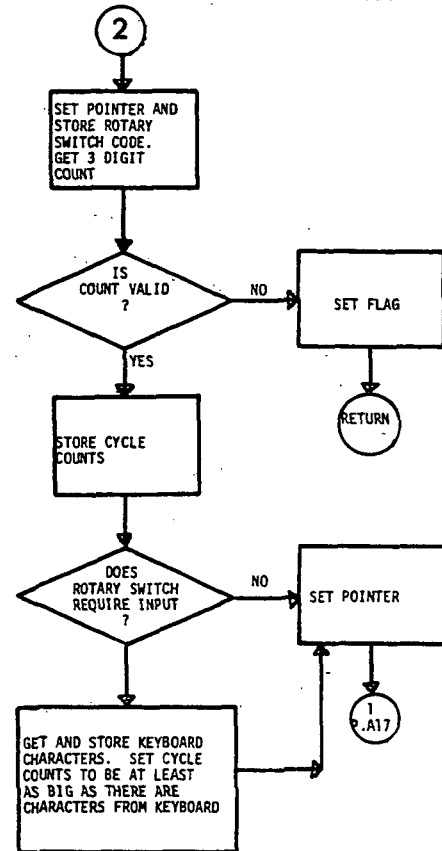 2
SET POINTER AND
STORE ROTARY
SWITCH CODE.
GET 3 DIGIT
COUNT
IS
COUNT VALID
?
NO
SET FLAG
YES
RETURN
STORE CYCLE
COUNTS
DOES
ROTARY SWITCH
REQUIRE INPUT
?
NO
SET POINTER
1
P.A17
GET AND STORE KEYBOARD
CHARACTERS. SET CYCLE
COUNTS TO BE AT LEAST
AS BIG AS THERE ARE
CHARACTERS FROM KEYBOARD